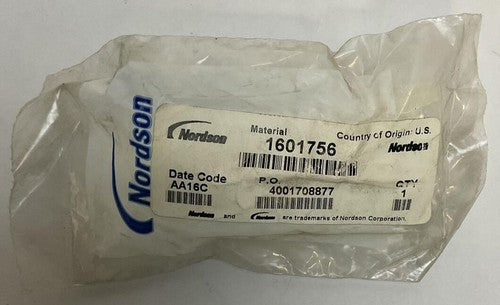 Nordson
Nordson
Material
Country of Origin: U.S.
1601756
Nordson
Date Code
P.O.
QTY
AA16C
4001708877
1
Nordson and Nordson are trademarks of Nordson Corporation.